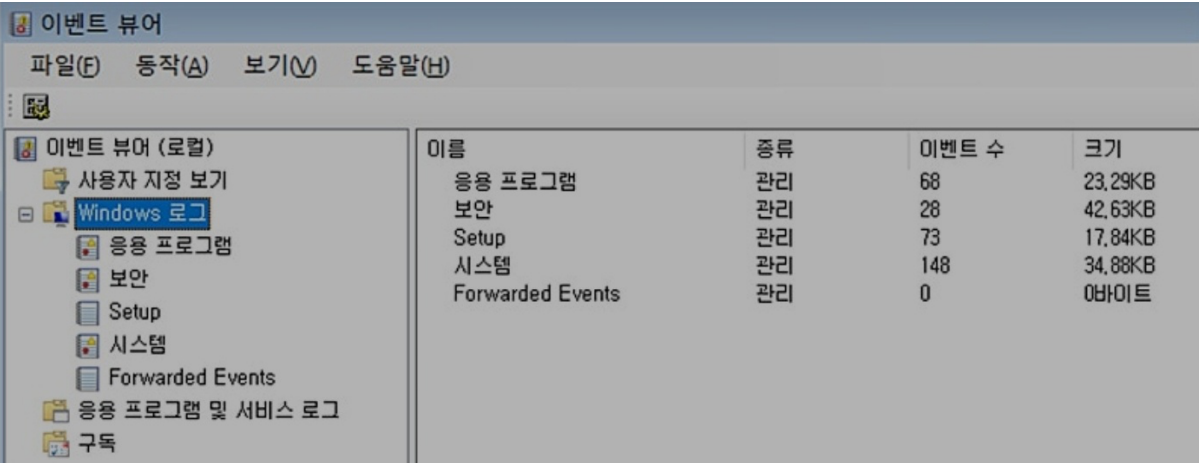 이벤트 뷰어
파일(F) 동작(A) 보기(V) 도움말(H)
이벤트 뷰어 (로컬)
사용자 지정 보기
Windows 로그
응용 프로그램
보안
Setup
시스템
Forwarded Events
응용 프로그램 및 서비스 로그
구독
이름 종류 이벤트 수 크기
응용 프로그램 관리 68 23,29KB
보안 관리 28 42,63KB
Setup 관리 73 17,84KB
시스템 관리 148 34,88KB
Forwarded Events 관리 0 0바이트